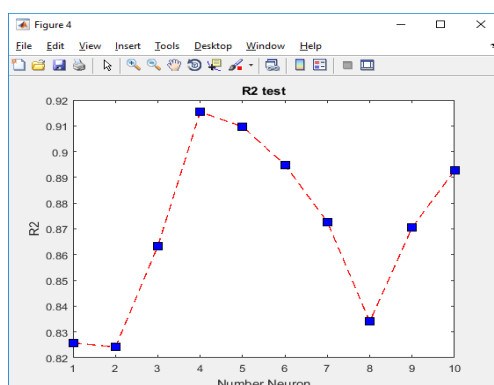 Figure 4
File Edit View Insert Tools Desktop Window Help
R2 test
0.92
0.91
0.9
0.89
0.88
0.87
0.86
0.85
0.84
0.83
0.82
R2
1 2 3 4 5 6 7 8 9 10
Number Neuron